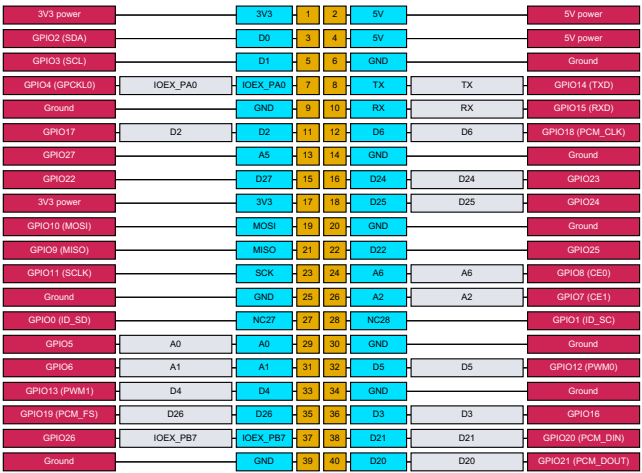 3V3 power 3V3 1 2 5V 5V power
GPIO2 (SDA) D0 3 4 5V 5V power
GPIO3 (SCL) D1 5 6 GND Ground
GPIO4 (GPCKL0) IOEX_PA0 IOEX_PA0 7 8 TX TX GPIO14 (TXD)
Ground GND 9 10 RX RX GPIO15 (RXD)
GPIO17 D2 D2 11 12 D6 D6 GPIO18 (PCM_CLK)
GPIO27 A5 13 14 GND Ground
GPIO22 D27 15 16 D24 D24 GPIO23
3V3 power 3V3 17 18 D25 D25 GPIO24
GPIO10 (MOSI) MOSI 19 20 GND Ground
GPIO9 (MISO) MISO 21 22 D22 GPIO25
GPIO11 (SCLK) SCK 23 24 A6 A6 GPIO8 (CE0)
Ground GND 25 26 A2 A2 GPIO7 (CE1)
GPIO0 (ID_SD) NC27 27 28 NC28 GPIO1 (ID_SC)
GPIO5 A0 A0 29 30 GND Ground
GPIO6 A1 A1 31 32 D5 D5 GPIO12 (PWM0)
GPIO13 (PWM1) D4 D4 33 34 GND Ground
GPIO19 (PCM_FS) D26 D26 35 36 D3 D3 GPIO16
GPIO26 IOEX_PB7 IOEX_PB7 37 38 D21 D21 GPIO20 (PCM_DIN)
Ground GND 39 40 D20 D20 GPIO21 (PCM_DOUT)